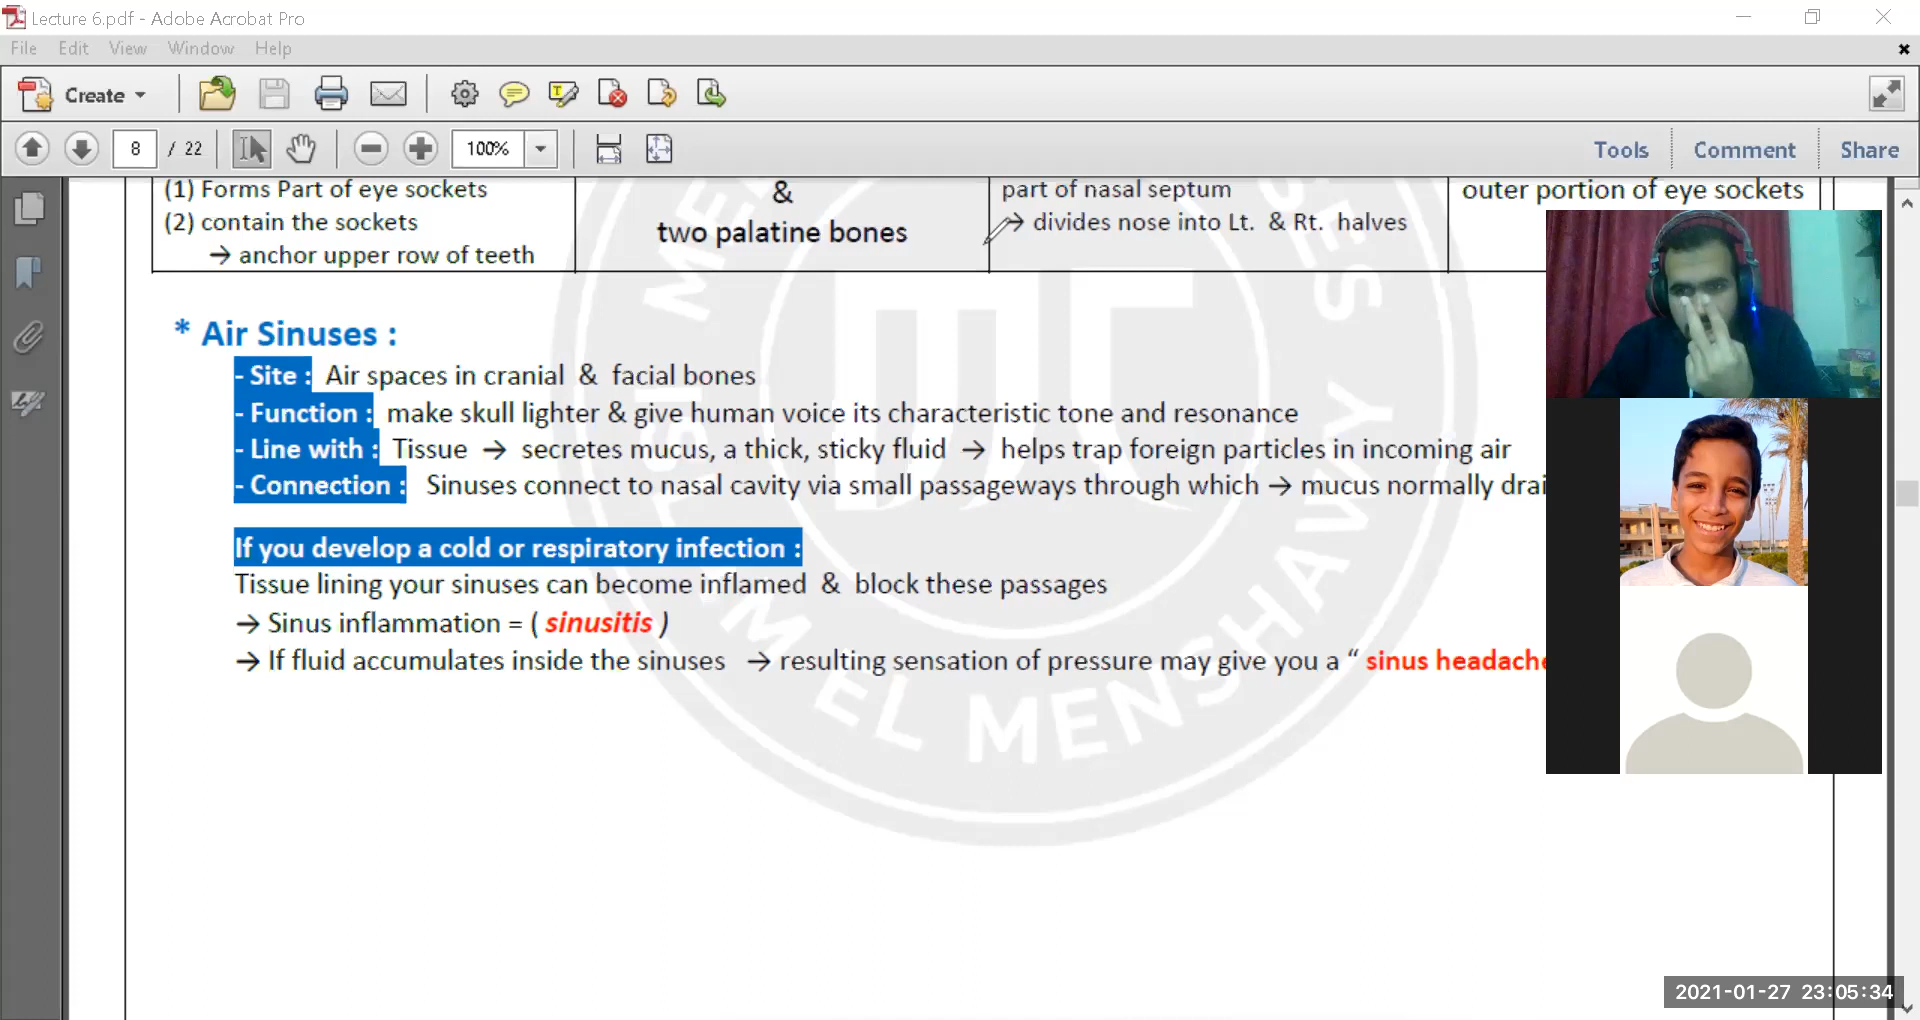 Lecture 6.pdf - Adobe Acrobat Pro
File Edit View Window Help
Create
8 / 22 100% Tools Comment Share
(1) Forms Part of eye sockets
(2) contain the sockets
→ anchor upper row of teeth
&
two palatine bones
part of nasal septum
→ divides nose into Lt. & Rt. halves
outer portion of eye sockets
* Air Sinuses :
- Site : Air spaces in cranial & facial bones
- Function : make skull lighter & give human voice its characteristic tone and resonance
- Line with : Tissue → secretes mucus, a thick, sticky fluid → helps trap foreign particles in incoming air
- Connection : Sinuses connect to nasal cavity via small passageways through which → mucus normally drai
If you develop a cold or respiratory infection :
Tissue lining your sinuses can become inflamed & block these passages
→ Sinus inflammation = ( sinusitis )
→ If fluid accumulates inside the sinuses → resulting sensation of pressure may give you a “ sinus headache
EL MENSHAWY
2021-01-27 23:05:34